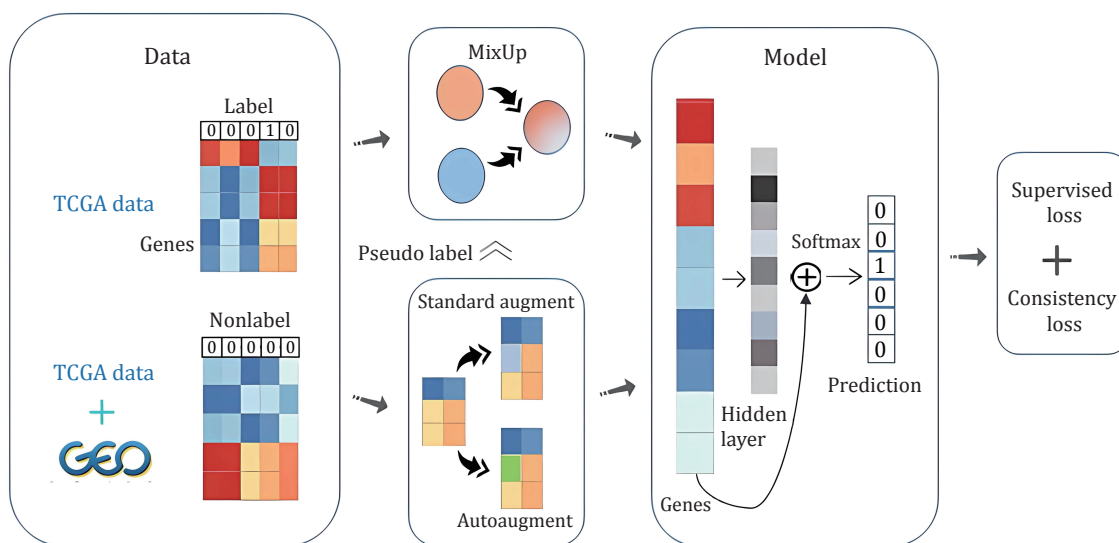 Data
Label
0 0 0 1 0
TCGA data
Genes
Nonlabel
0 0 0 0 0
TCGA data
+
GEO
MixUp
Pseudo label
Standard augment
Autoaugment
Model
Softmax
0
0
1
0
0
0
Prediction
Hidden
layer
Genes
Supervised
loss
+
Consistency
loss